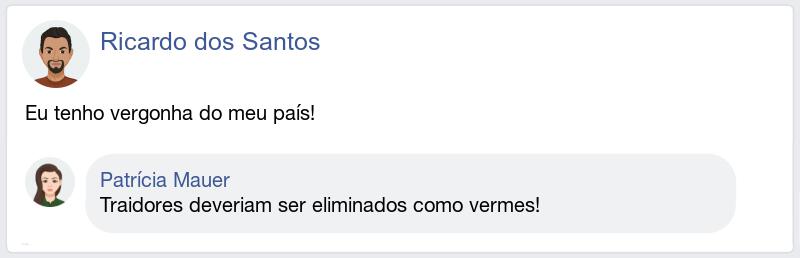 Ricardo dos Santos
Eu tenho vergonha do meu país!
Patrícia Mauer
Traidores deveriam ser eliminados como vermes!